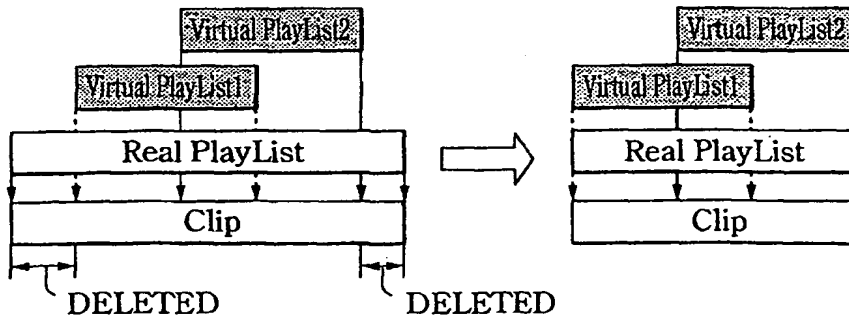 Virtual PlayList2
Virtual PlayList1
Real PlayList
Clip
DELETED
DELETED
Virtual PlayList2
Virtual PlayList1
Real PlayList
Clip